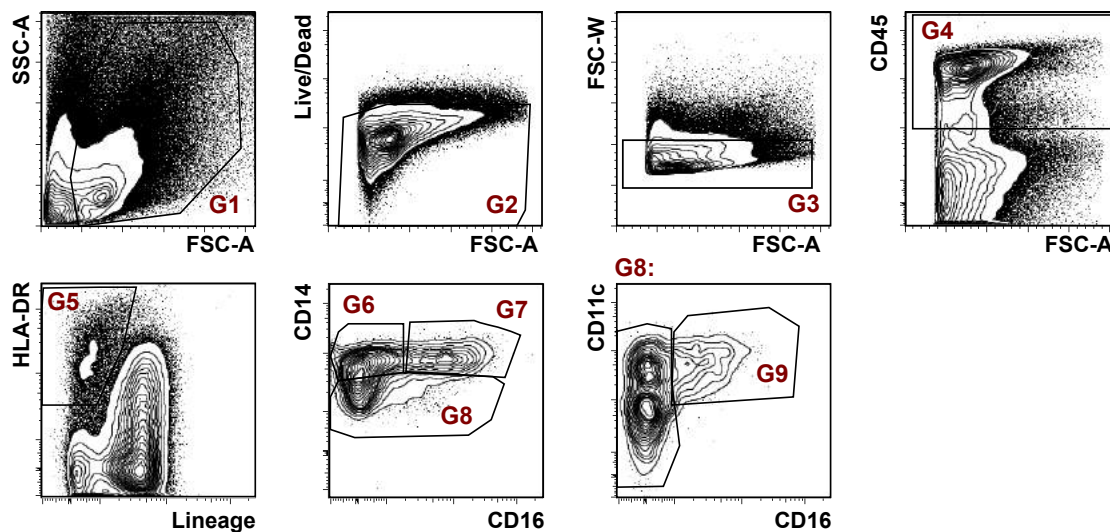 SSC-A
G1
FSC-A
Live/Dead
G2
FSC-A
FSC-W
G3
FSC-A
CD45
G4
FSC-A
HLA-DR
G5
Lineage
CD14
G6
G7
G8
CD16
G8:
CD11c
G9
CD16